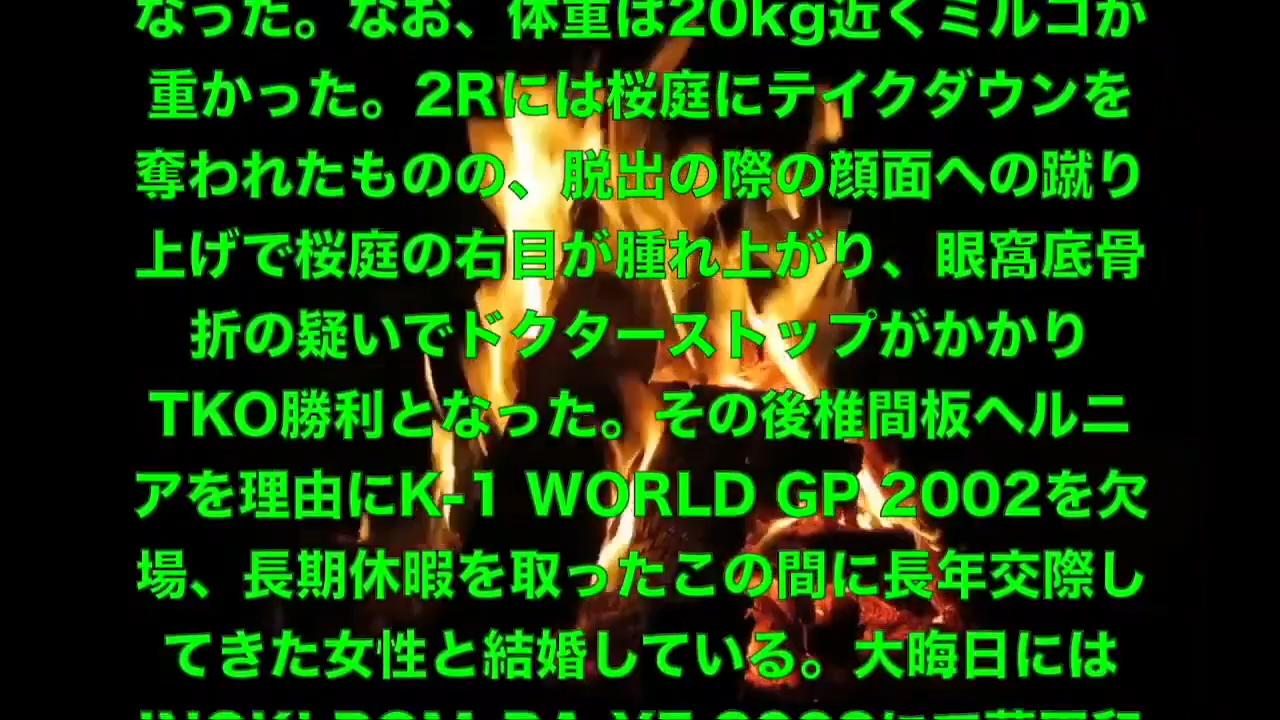 なった。なお、体重は20kg近くミルコが
重かった。2Rには桜庭にテイクダウンを
奪われたものの、脱出の際の顔面への蹴り
上げで桜庭の右目が腫れ上がり、眼窩底骨
折の疑いでドクターストップがかかり
TKO勝利となった。その後椎間板ヘルニ
アを理由にK-1 WORLD GP 2002を欠
場、長期休暇を取ったこの間に長年交際し
てきた女性と結婚している。大晦日には